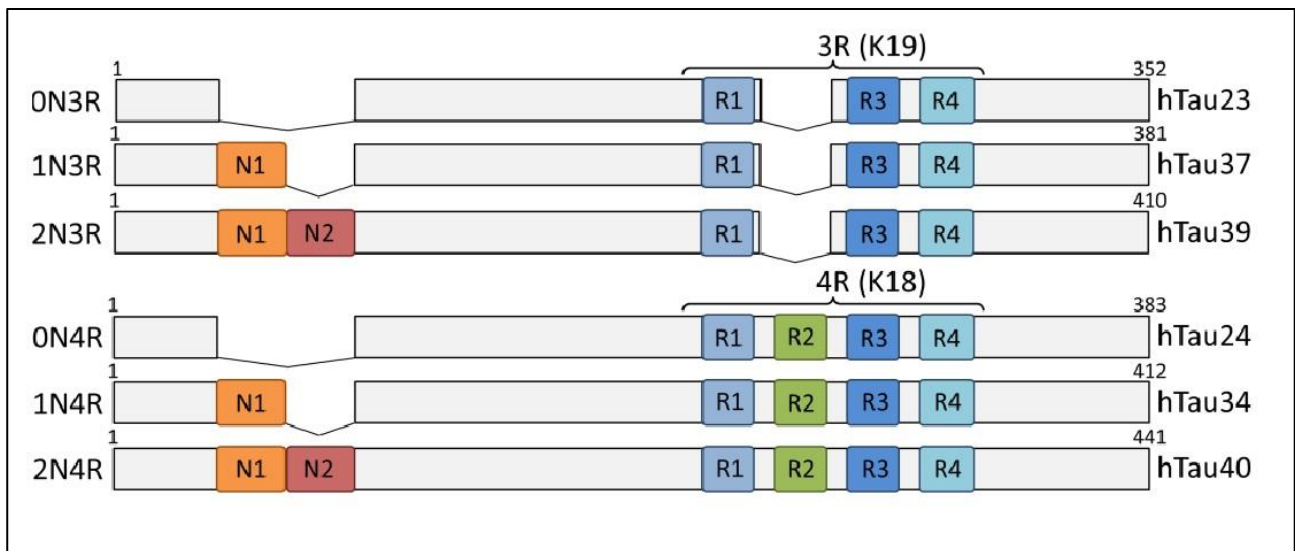 3R (K19)
1 352
0N3R R1 R3 R4 hTau23
1 381
1N3R N1 R1 R3 R4 hTau37
1 410
2N3R N1 N2 R1 R3 R4 hTau39
4R (K18)
1 383
0N4R R1 R2 R3 R4 hTau24
1 412
1N4R N1 R1 R2 R3 R4 hTau34
1 441
2N4R N1 N2 R1 R2 R3 R4 hTau40